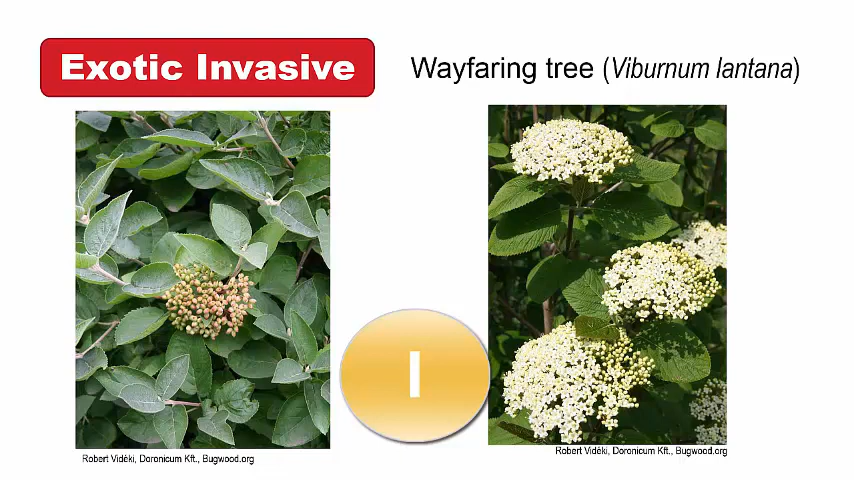 Exotic Invasive
Wayfaring tree (Viburnum lantana)
I
Robert Vidéki, Doronicum Kft., Bugwood.org
Robert Vidéki, Doronicum Kft., Bugwood.org